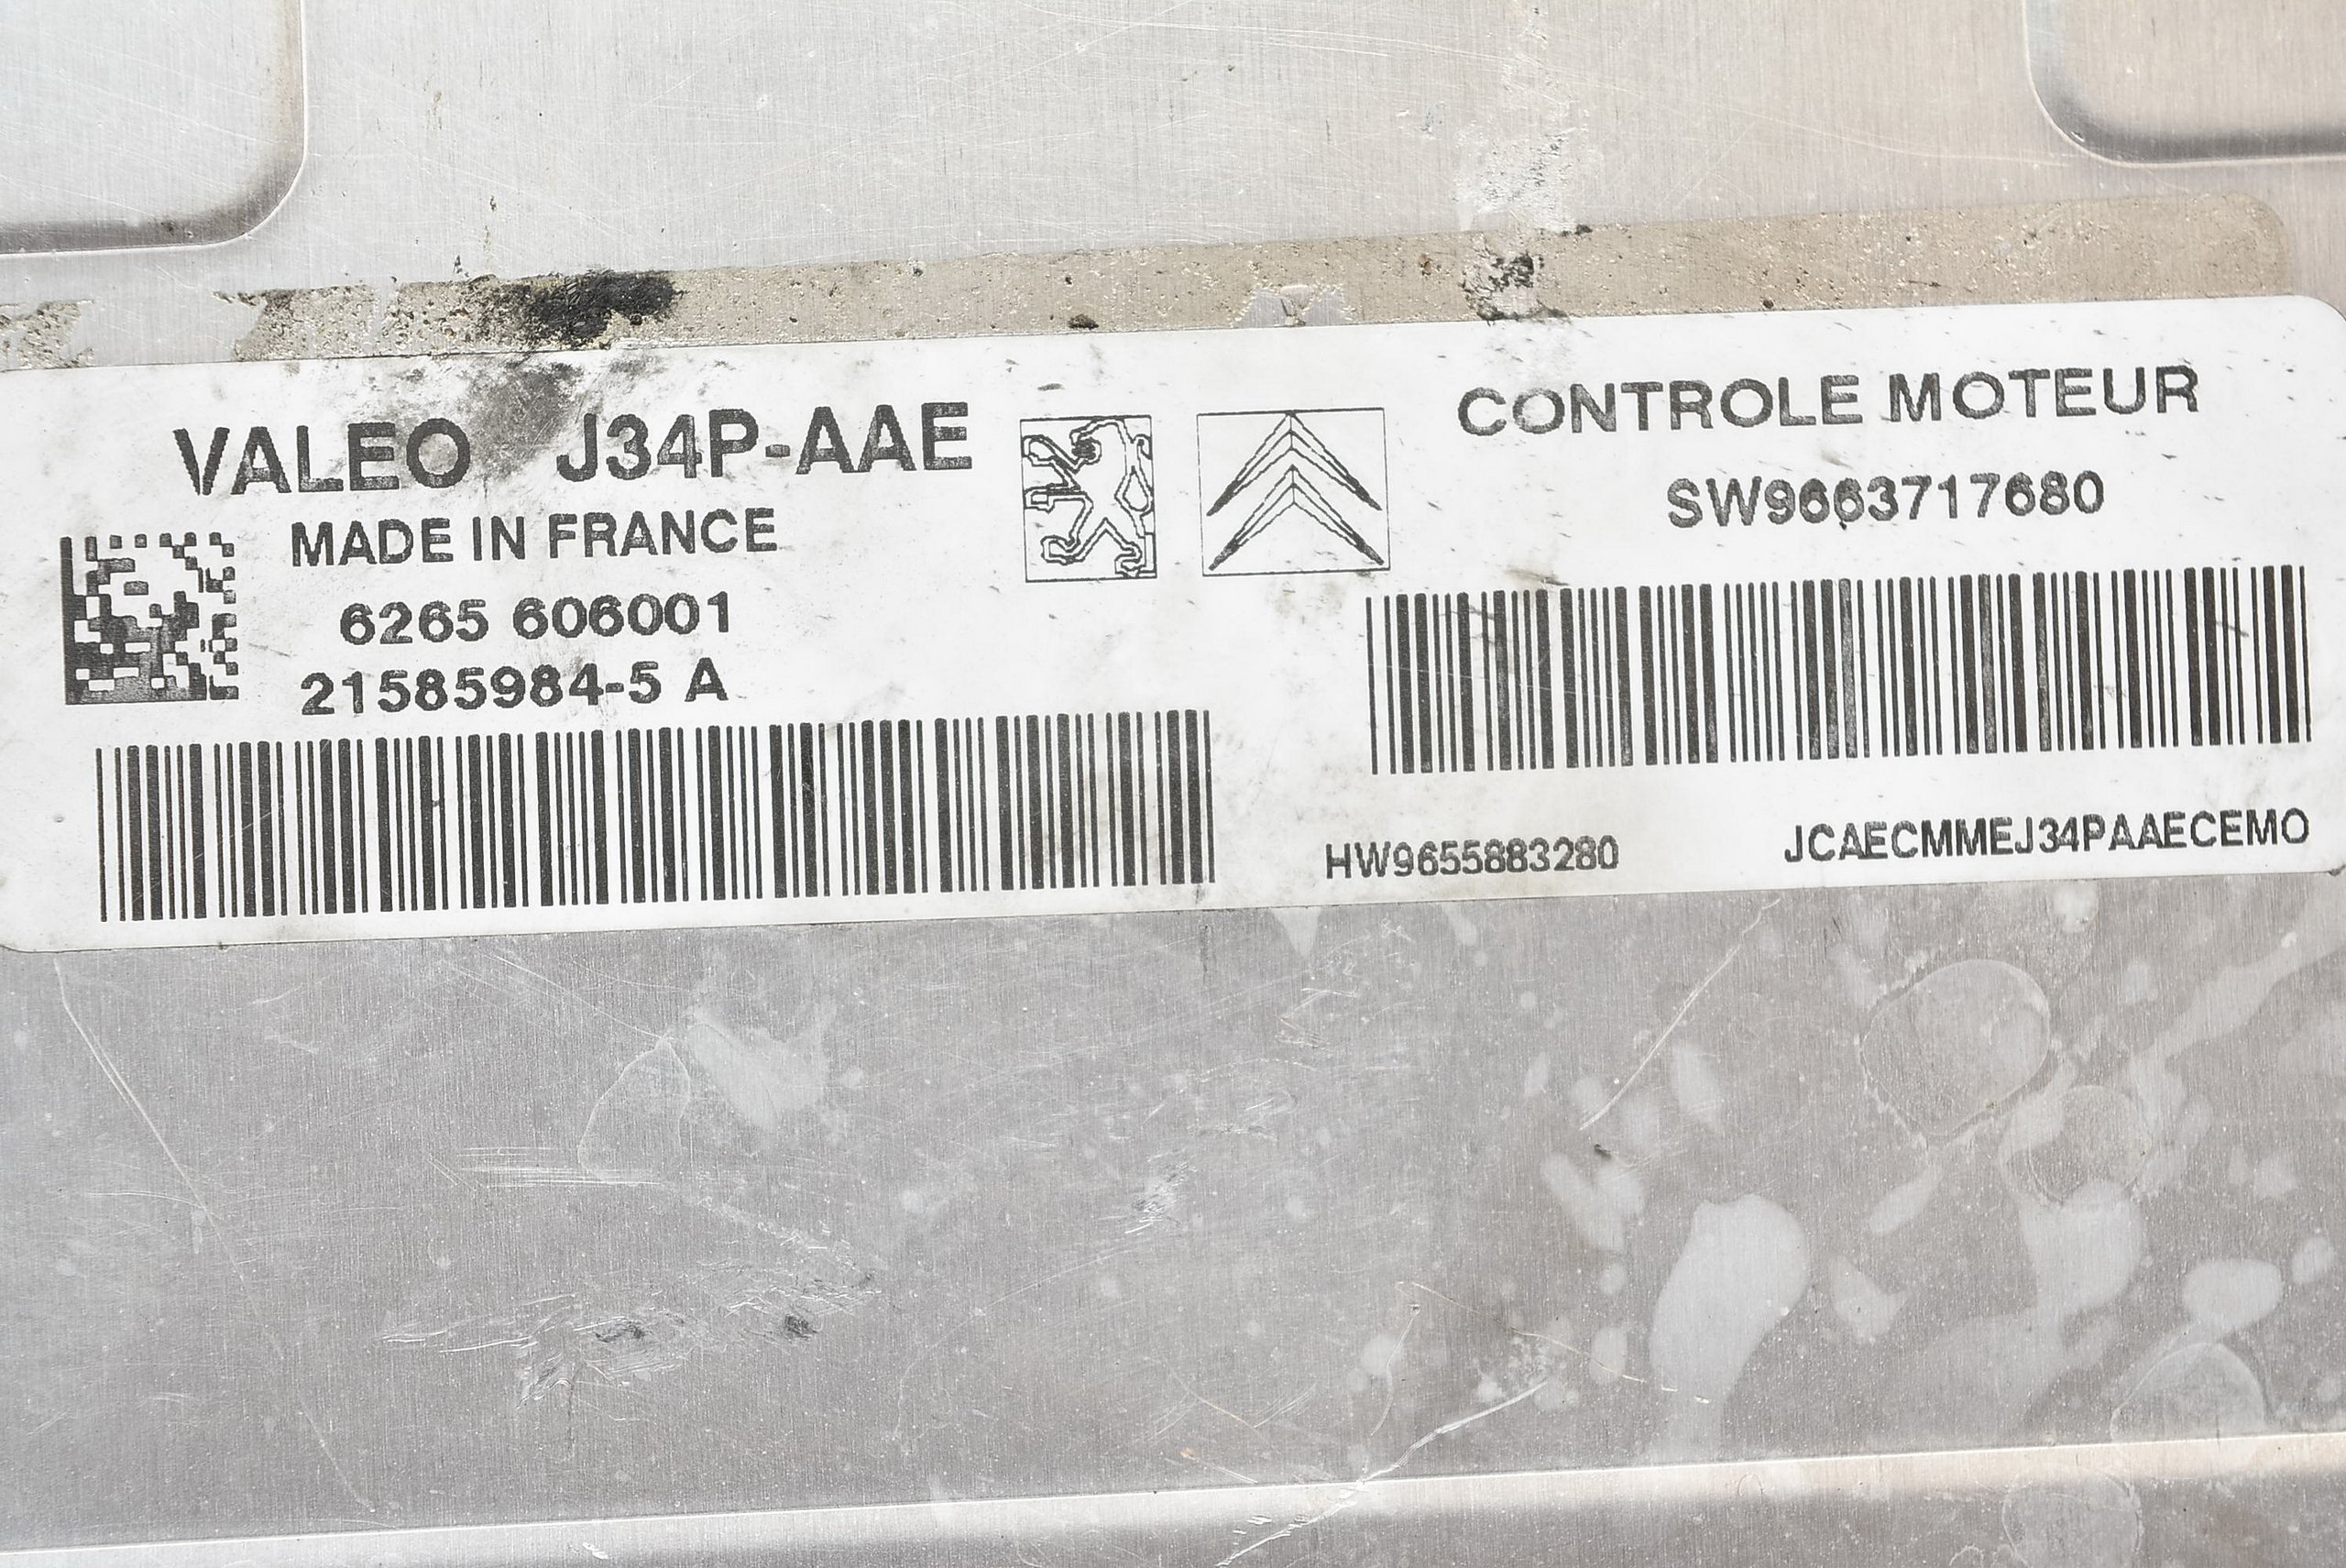 VALEO J34P-AAE
MADE IN FRANCE
6265 606001
21585984-5 A
CONTROLE MOTEUR
SW9663717680
HW9655883280 JCAECMMEJ34PAAECEMO